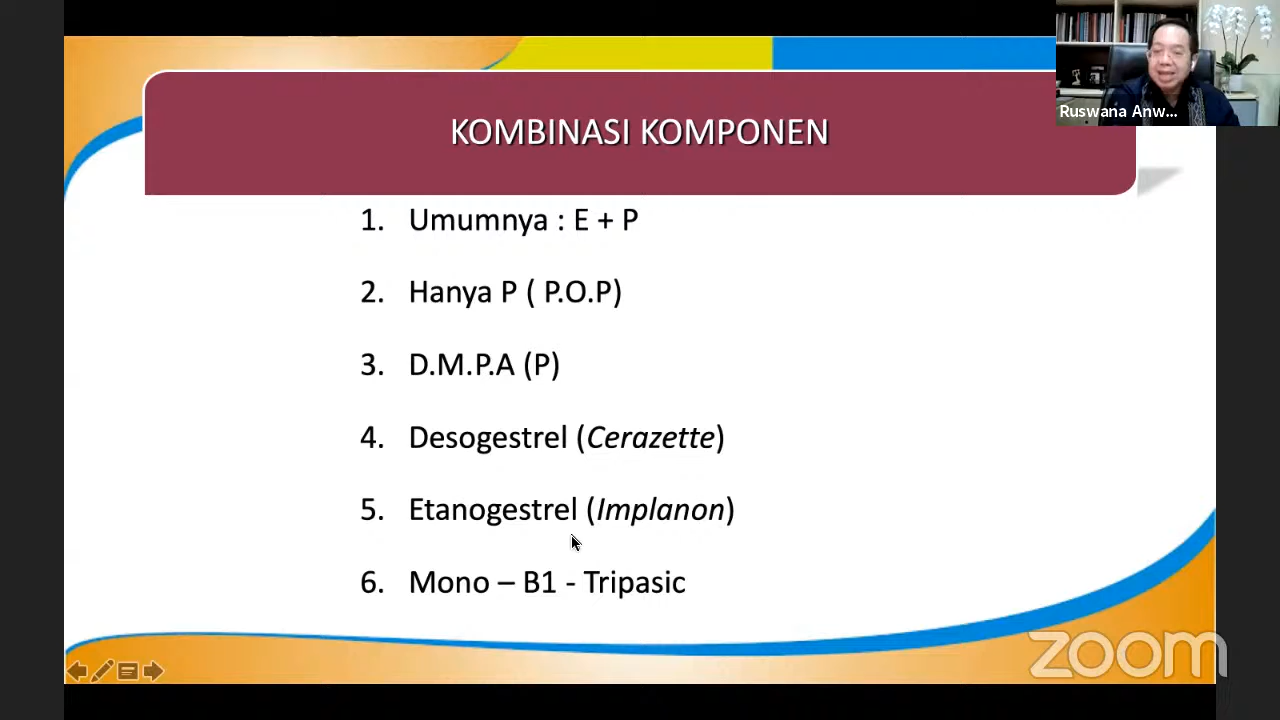 KOMBINASI KOMPONEN
Ruswana Anw...
1. Umumnya : E + P
2. Hanya P ( P.O.P)
3. D.M.P.A (P)
4. Desogestrel (Cerazette)
5. Etanogestrel (Implanon)
6. Mono – B1 - Tripasic
zoom